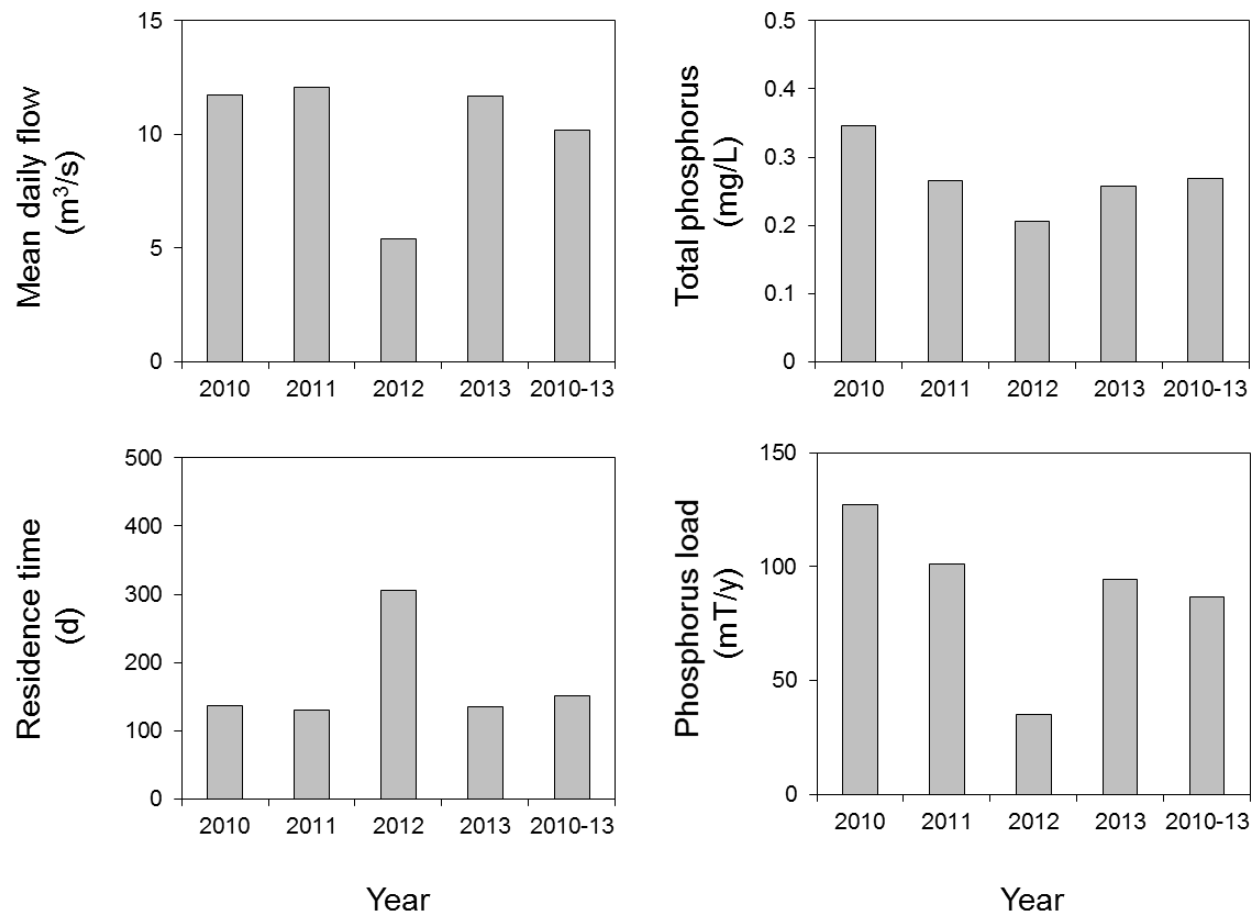 Mean daily flow
(m³/s)
15
10
5
0
2010 2011 2012 2013 2010-13
Total phosphorus
(mg/L)
0.5
0.4
0.3
0.2
0.1
0
2010 2011 2012 2013 2010-13
Residence time
(d)
500
400
300
200
100
0
2010 2011 2012 2013 2010-13
Year
Phosphorus load
(mT/y)
150
100
50
0
2010 2011 2012 2013 2010-13
Year